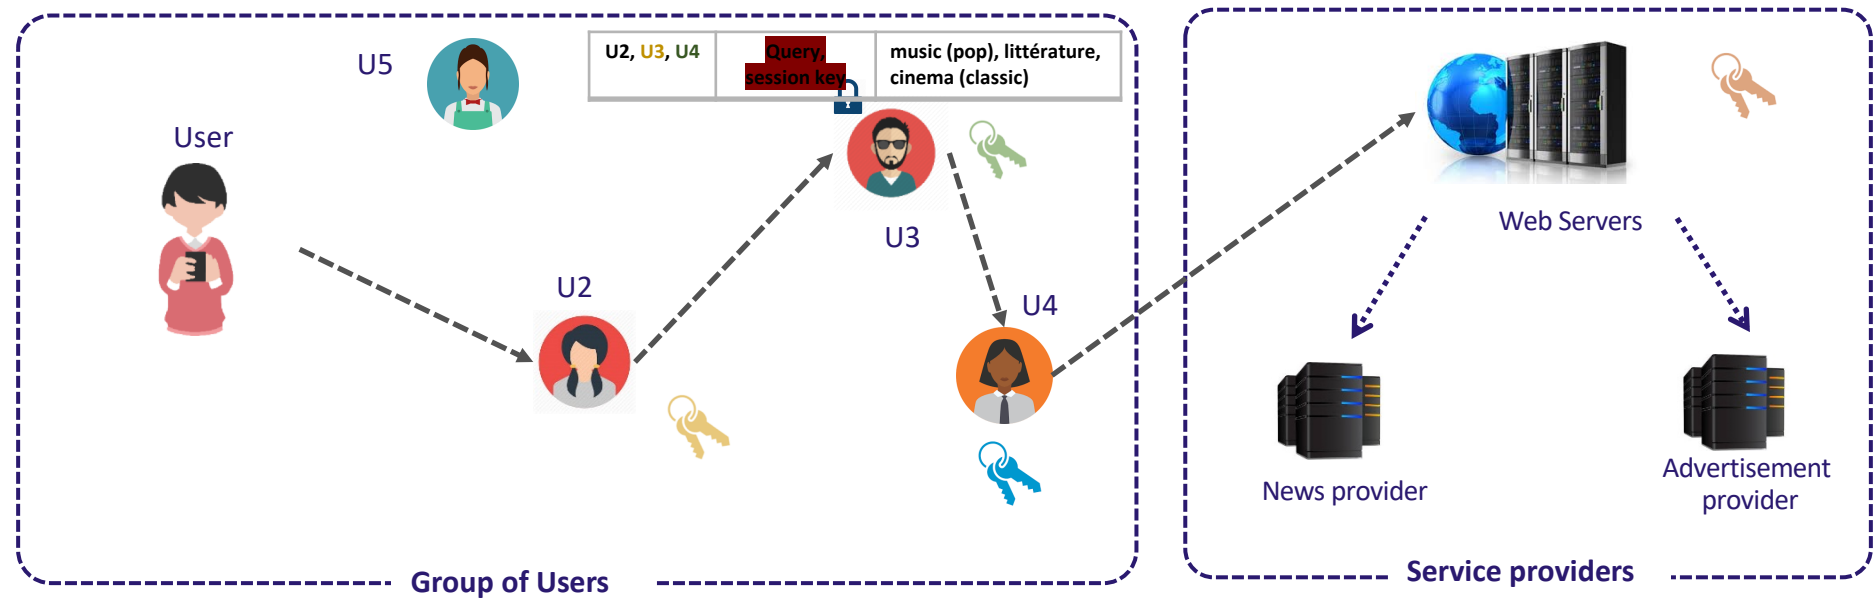 U5
U2, U3, U4
Query,
session key
music (pop), littérature,
cinema (classic)
User
U3
U2
U4
Web Servers
News provider
Advertisement
provider
Group of Users
Service providers